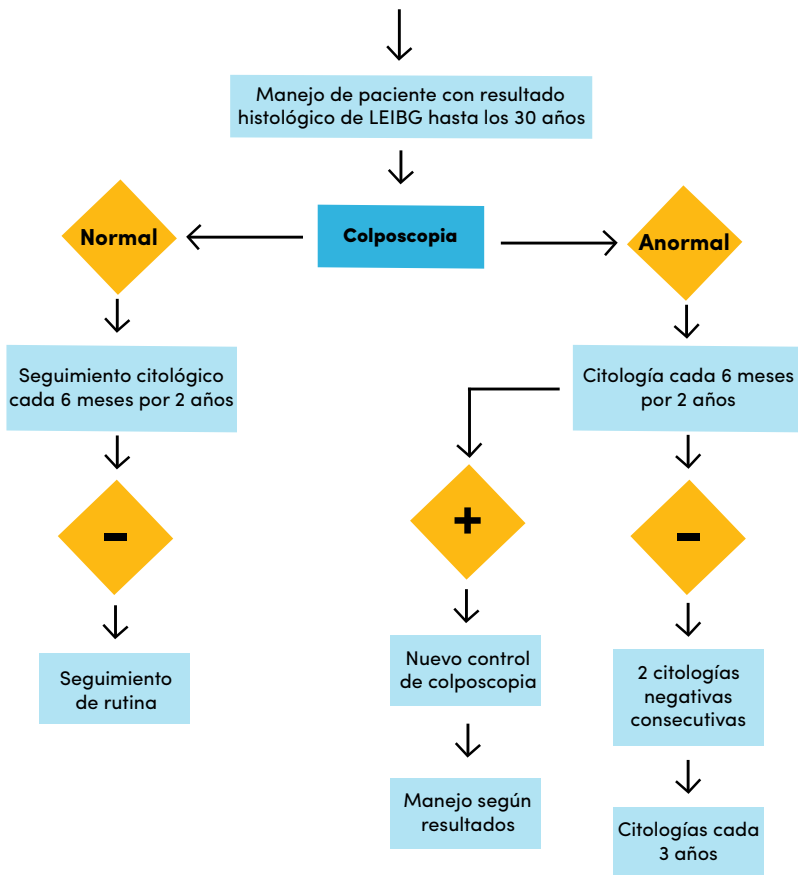 Manejo de paciente con resultado
histológico de LEIBG hasta los 30 años
Normal
Colposcopia
Anormal
Seguimiento citológico
cada 6 meses por 2 años
Citología cada 6 meses
por 2 años
-
+
-
Seguimiento
de rutina
Nuevo control
de colposcopia
2 citologías
negativas
consecutivas
Manejo según
resultados
Citologías cada
3 años